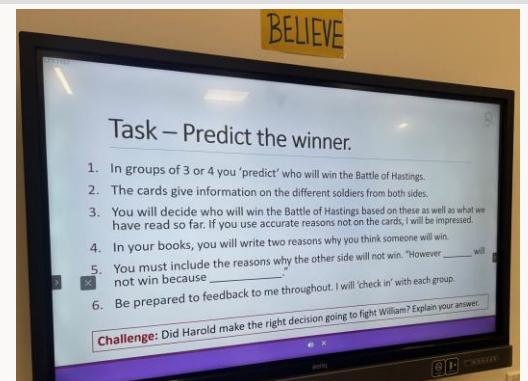 BELIEVE
Task – Predict the winner.
1. In groups of 3 or 4 you ‘predict’ who will win the Battle of Hastings.
2. The cards give information on the different soldiers from both sides.
3. You will decide who will win the Battle of Hastings based on these as well as what we
have read so far. If you use accurate reasons not on the cards, I will be impressed.
4. In your books, you will write two reasons why you think someone will win.
5. You must include the reasons why the other side will not win. “However ______ will
not win because ____________.”
6. Be prepared to feedback to me throughout. I will ‘check in’ with each group.
Challenge: Did Harold make the right decision going to fight William? Explain your answer.